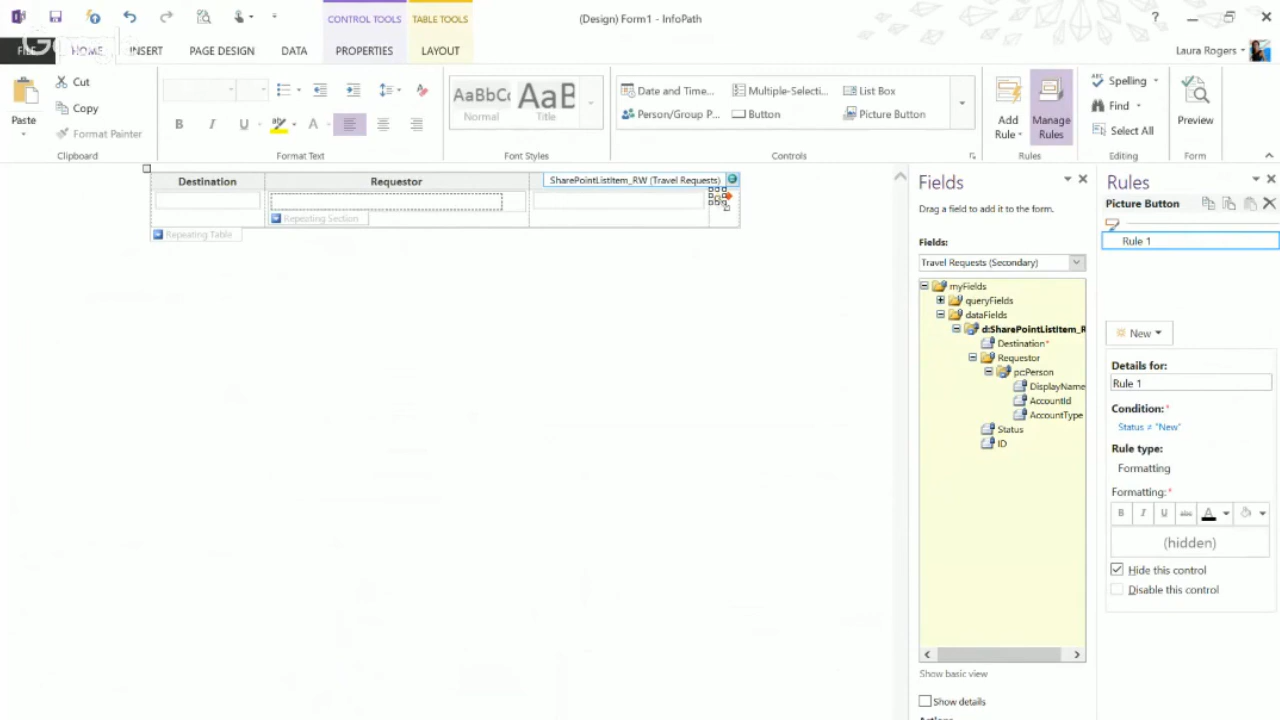 CONTROL TOOLS
TABLE TOOLS
(Design) Form1 - InfoPath
?
Google
FILE
HOME
INSERT
PAGE DESIGN
DATA
PROPERTIES
LAYOUT
Laura Rogers
Paste
Cut
Copy
Format Painter
Clipboard
B I U A
Format Text
AaBbCc
Normal
AaB
Title
Font Styles
Date and Time...
Multiple-Selecti...
List Box
Person/Group P...
Button
Picture Button
Controls
Add
Rule
Manage
Rules
Rules
Spelling
Find
Select All
Editing
Preview
Form
Destination
Requestor
SharePointListItem_RW (Travel Requests)
Repeating Section
Repeating Table
Fields
Drag a field to add it to the form.
Fields:
Travel Requests (Secondary)
myFields
queryFields
dataFields
d:SharePointListItem_R
Destination*
Requestor
pc:Person
DisplayName
AccountId
AccountType
Status
ID
Show basic view
Show details
Actions
Rules
Picture Button
Rule 1
New
Details for:
Rule 1
Condition:*
Status ≠ "New"
Rule type:
Formatting
Formatting:*
B I U abc A
(hidden)
Hide this control
Disable this control